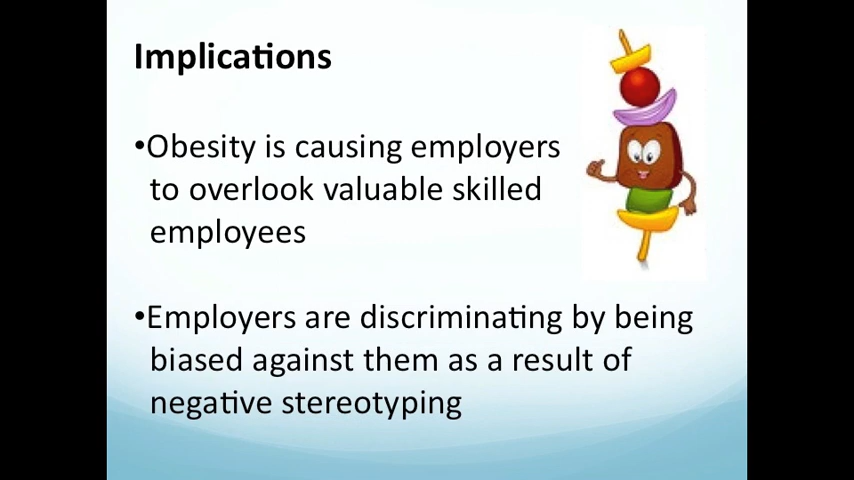 Implications
•Obesity is causing employers
to overlook valuable skilled
employees
•Employers are discriminating by being
biased against them as a result of
negative stereotyping